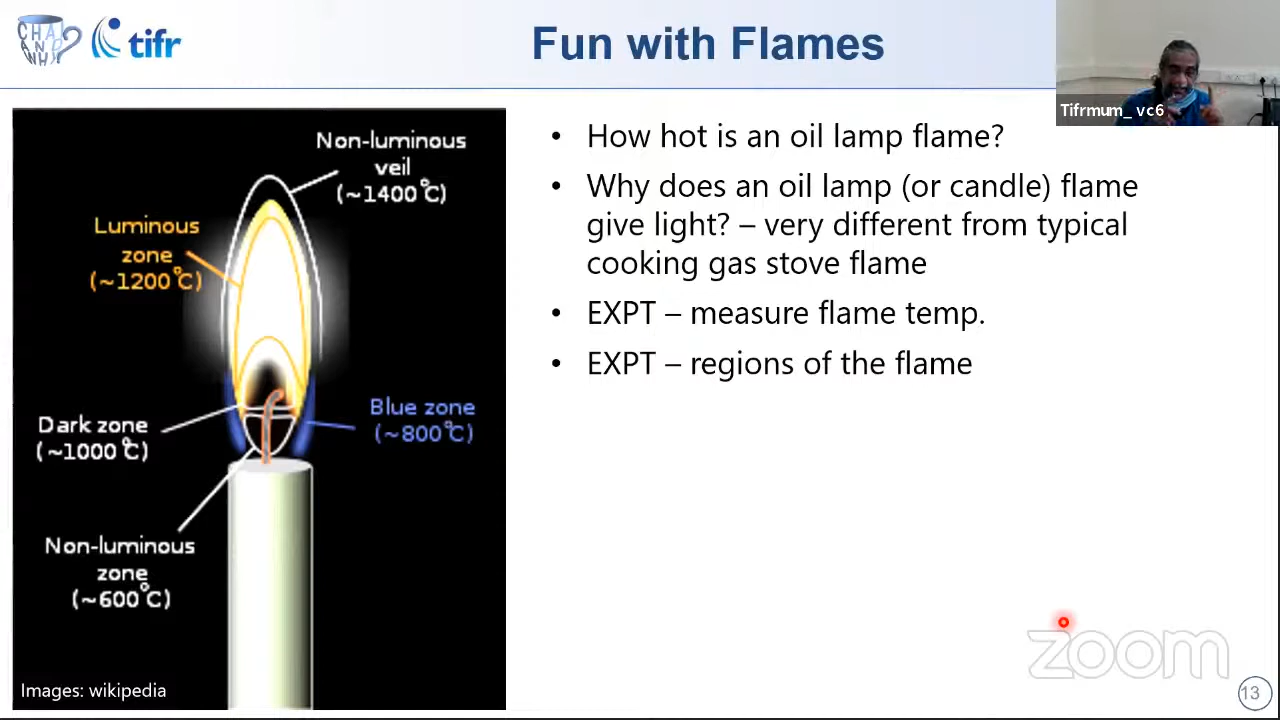 CHAI AND WHY?
tifr
Fun with Flames
Tifrmum_ vc6
Non-luminous
veil
(~1400°C)
Luminous
zone
(~1200°C)
Dark zone
(~1000°C)
Blue zone
(~800°C)
Non-luminous
zone
(~600°C)
Images: wikipedia
• How hot is an oil lamp flame?
• Why does an oil lamp (or candle) flame
give light? – very different from typical
cooking gas stove flame
• EXPT – measure flame temp.
• EXPT – regions of the flame
zoom
13